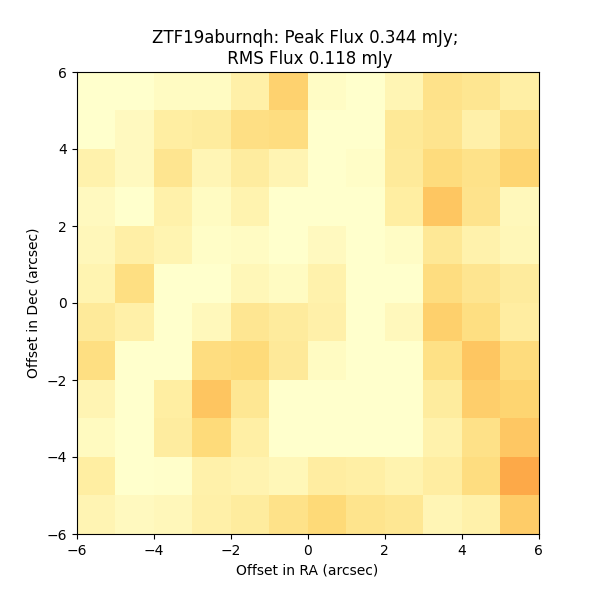 ZTF19aburnqh: Peak Flux 0.344 mJy;
RMS Flux 0.118 mJy
6
4
2
0
−2
−4
−6
Offset in Dec (arcsec)
−6 −4 −2 0 2 4 6
Offset in RA (arcsec)